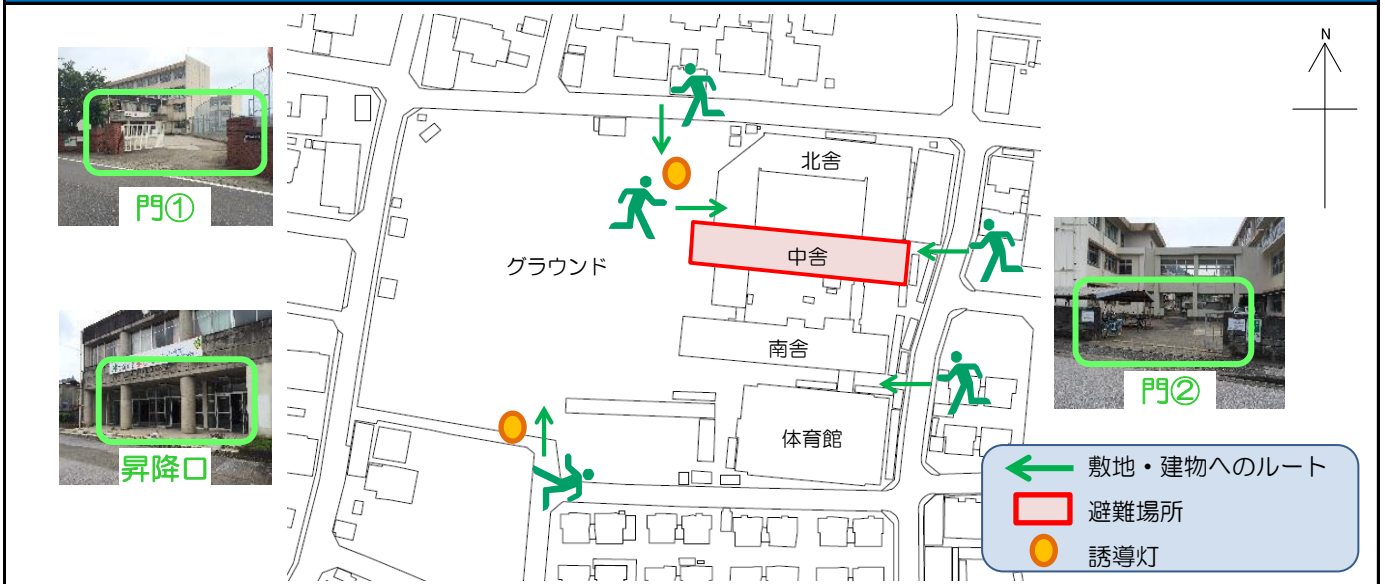 N
門①
北舎
中舎
グラウンド
南舎
門②
昇降口
体育館
敷地・建物へのルート
避難場所
誘導灯